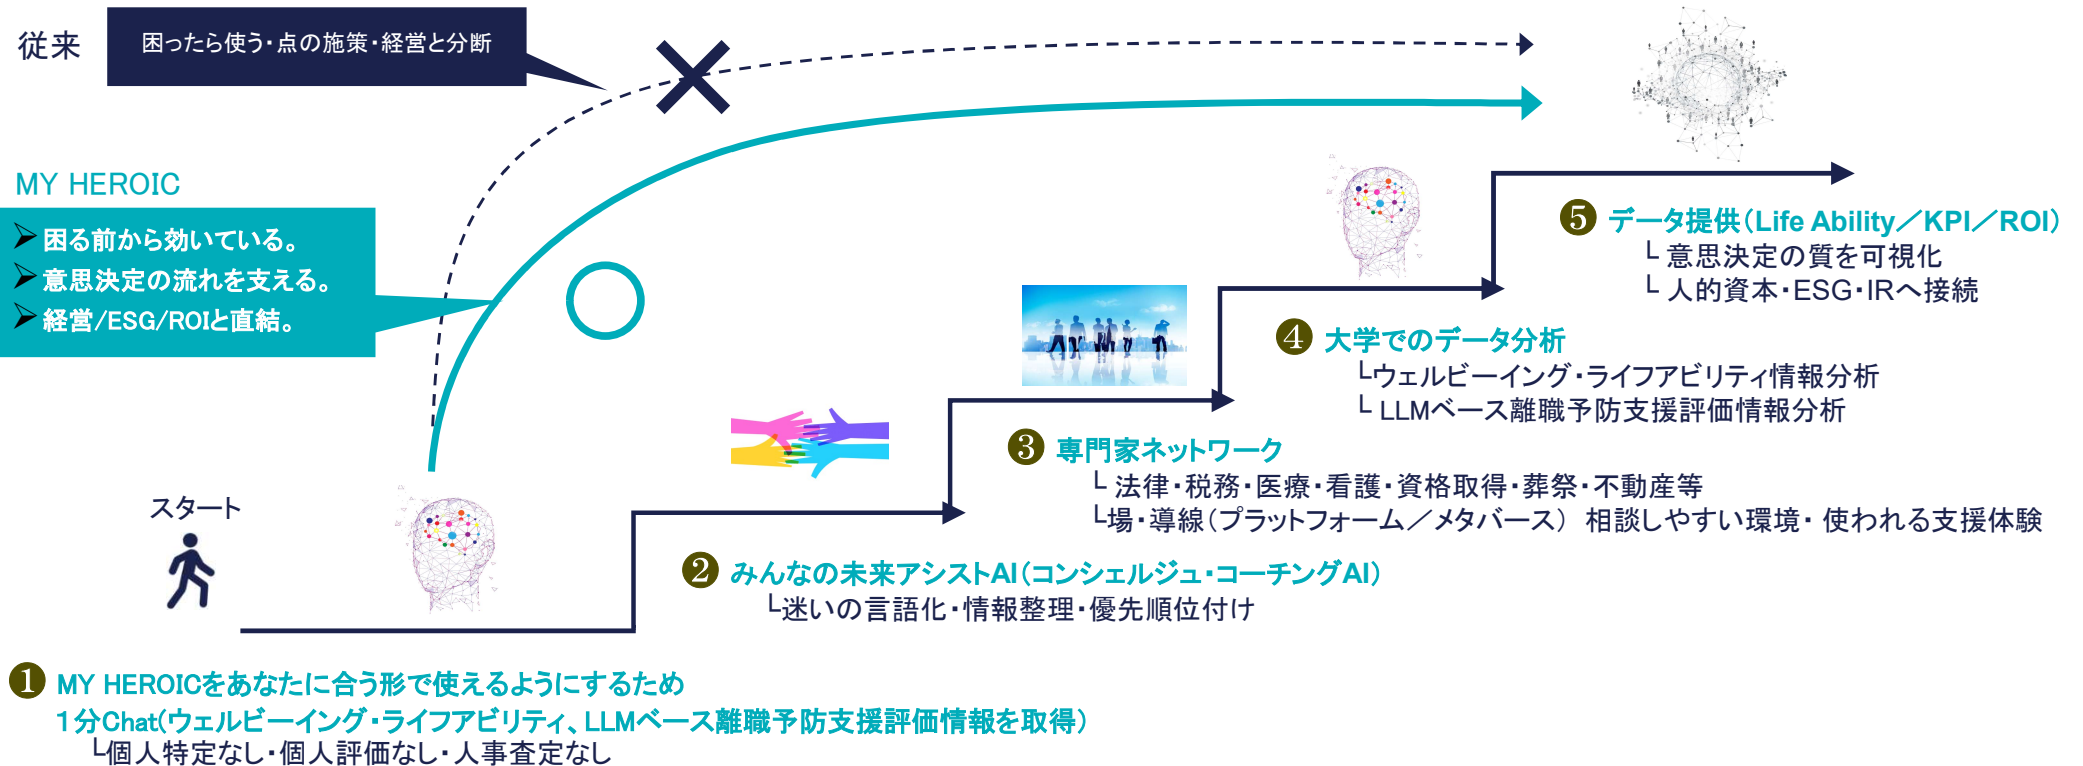 従来
困ったら使う・点の施策・経営と分断
MY HEROIC
➢困る前から効いている。
➢意思決定の流れを支える。
➢経営/ESG/ROIと直結。
スタート
❶ MY HEROICをあなたに合う形で使えるようにするため
1分Chat(ウェルビーイング・ライフアビリティ、LLMベース離職予防支援評価情報を取得)
└個人特定なし・個人評価なし・人事査定なし
❷ みんなの未来アシストAI(コンシェルジュ・コーチングAI)
└迷いの言語化・情報整理・優先順位付け
❸ 専門家ネットワーク
└ 法律・税務・医療・看護・資格取得・葬祭・不動産等
└場・導線(プラットフォーム/メタバース) 相談しやすい環境・ 使われる支援体験
❹ 大学でのデータ分析
└ウェルビーイング・ライフアビリティ情報分析
└ LLMベース離職予防支援評価情報分析
❺ データ提供(Life Ability/KPI/ROI)
└ 意思決定の質を可視化
└ 人的資本・ESG・IRへ接続